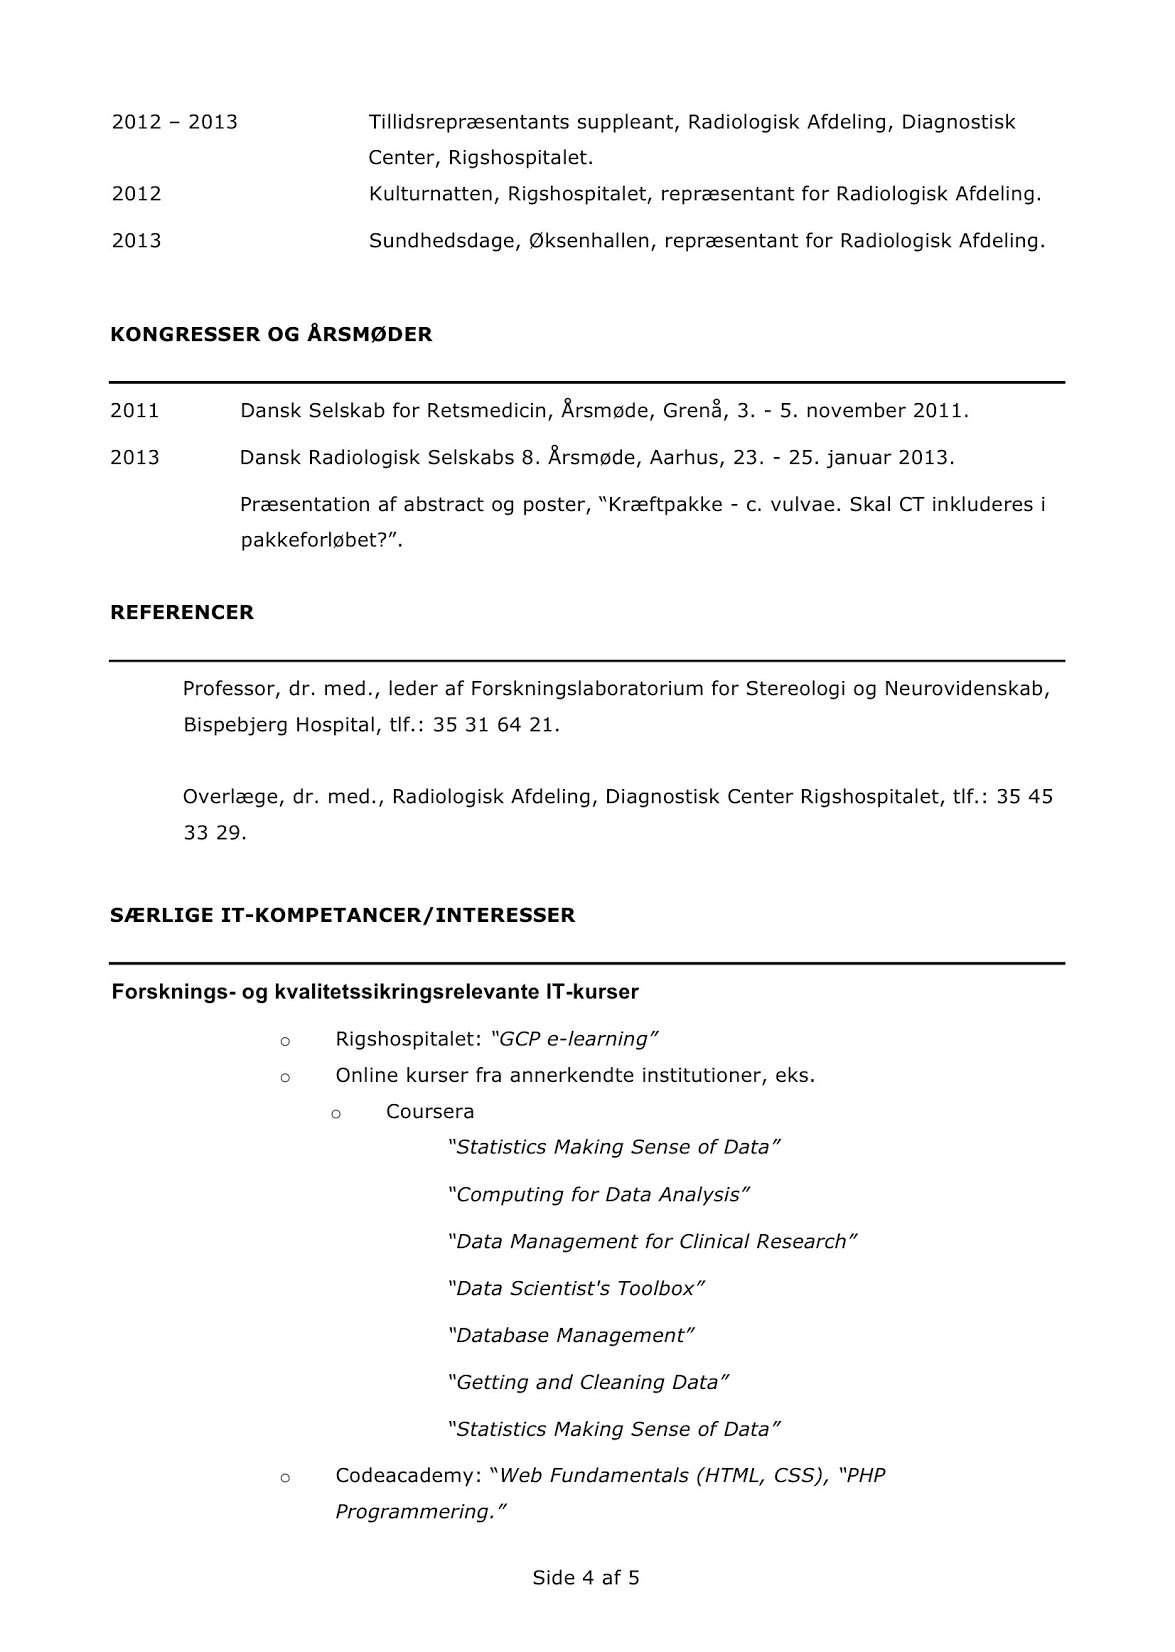 2012 – 2013 Tillidsrepræsentants suppleant, Radiologisk Afdeling, Diagnostisk
Center, Rigshospitalet.
2012 Kulturnatten, Rigshospitalet, repræsentant for Radiologisk Afdeling.
2013 Sundhedsdage, Øksenhallen, repræsentant for Radiologisk Afdeling.
KONGRESSER OG ÅRSMØDER
2011 Dansk Selskab for Retsmedicin, Årsmøde, Grenå, 3. - 5. november 2011.
2013 Dansk Radiologisk Selskabs 8. Årsmøde, Aarhus, 23. - 25. januar 2013.
Præsentation af abstract og poster, “Kræftpakke - c. vulvae. Skal CT inkluderes i
pakkeforløbet?”.
REFERENCER
Professor, dr. med., leder af Forskningslaboratorium for Stereologi og Neurovidenskab,
Bispebjerg Hospital, tlf.: 35 31 64 21.
Overlæge, dr. med., Radiologisk Afdeling, Diagnostisk Center Rigshospitalet, tlf.: 35 45
33 29.
SÆRLIGE IT-KOMPETANCER/INTERESSER
Forsknings- og kvalitetssikringsrelevante IT-kurser
o Rigshospitalet: “GCP e-learning”
o Online kurser fra annerkendte institutioner, eks.
o Coursera
“Statistics Making Sense of Data”
“Computing for Data Analysis”
“Data Management for Clinical Research”
“Data Scientist's Toolbox”
“Database Management”
“Getting and Cleaning Data”
“Statistics Making Sense of Data”
o Codeacademy: “Web Fundamentals (HTML, CSS), “PHP
Programmering.”
Side 4 af 5